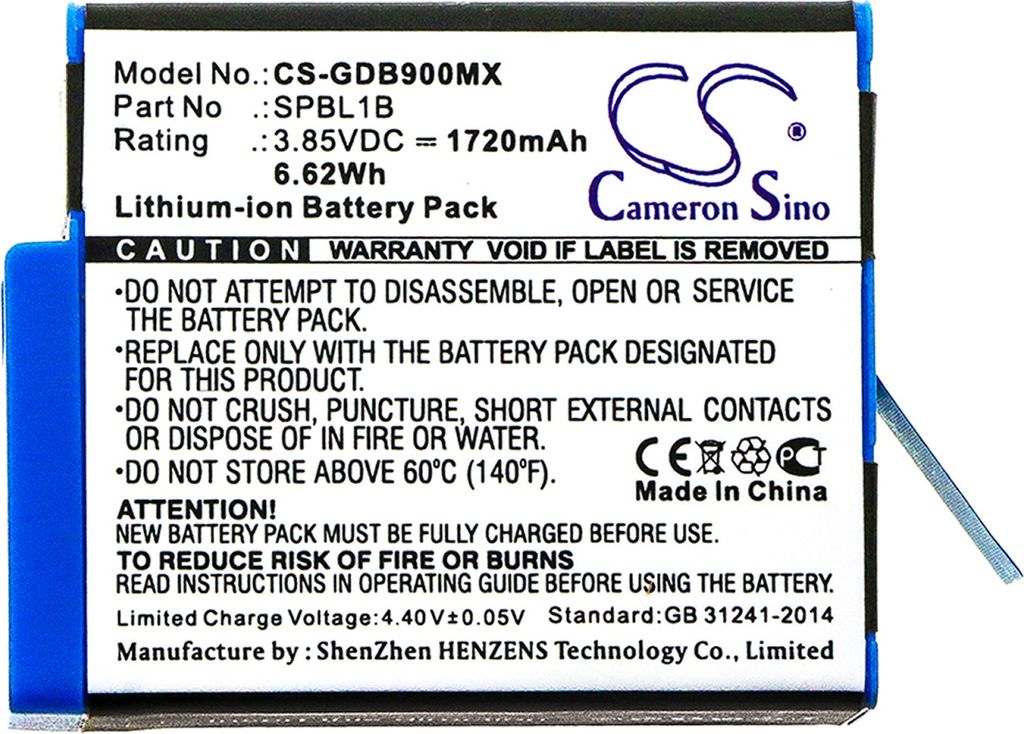 Model No.: CS-GDB900MX
Part No .: SPBL1B
Rating .: 3.85VDC = 1720mAh
6.62Wh
Lithium-ion Battery Pack
CS ®
Cameron Sino
CAUTION WARRANTY VOID IF LABEL IS REMOVED
·DO NOT ATTEMPT TO DISASSEMBLE, OPEN OR SERVICE
THE BATTERY PACK.
·REPLACE ONLY WITH THE BATTERY PACK DESIGNATED
FOR THIS PRODUCT.
·DO NOT CRUSH, PUNCTURE, SHORT EXTERNAL CONTACTS
OR DISPOSE OF IN FIRE OR WATER.
·DO NOT STORE ABOVE 60°C (140°F).
CE PCT
Made In China
ATTENTION!
NEW BATTERY PACK MUST BE FULLY CHARGED BEFORE USE.
TO REDUCE RISK OF FIRE OR BURNS
READ INSTRUCTIONS IN OPERATING GUIDE BEFORE USING THE BATTERY.
Limited Charge Voltage:4.40V±0.05V Standard:GB 31241-2014
Manufacture by : ShenZhen HENZENS Technology Co., Limited